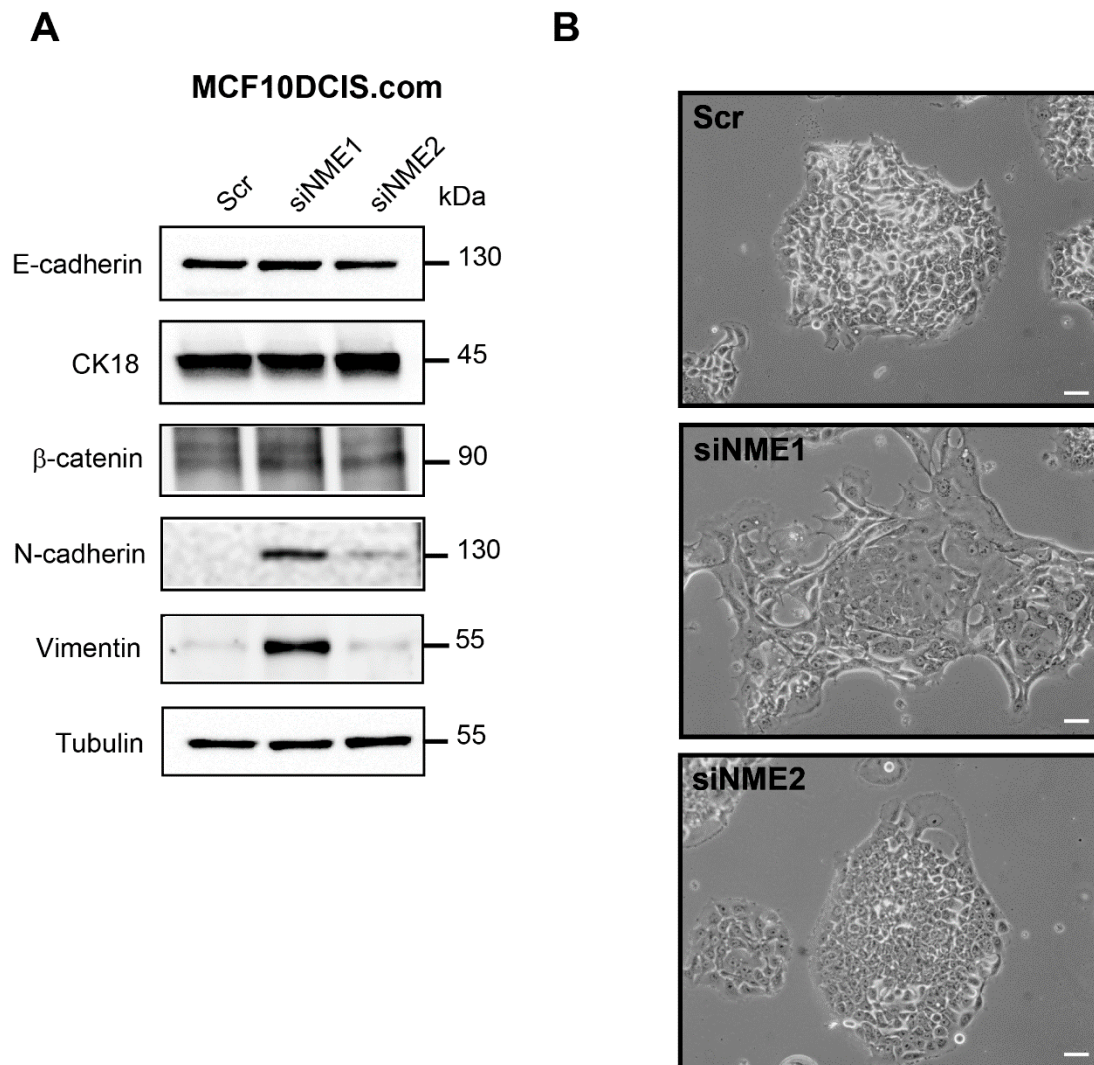 A
MCF10DCIS.com
Scr
siNME1
siNME2
kDa
E-cadherin
130
CK18
45
β-catenin
90
N-cadherin
130
Vimentin
55
Tubulin
55
B
Scr
siNME1
siNME2